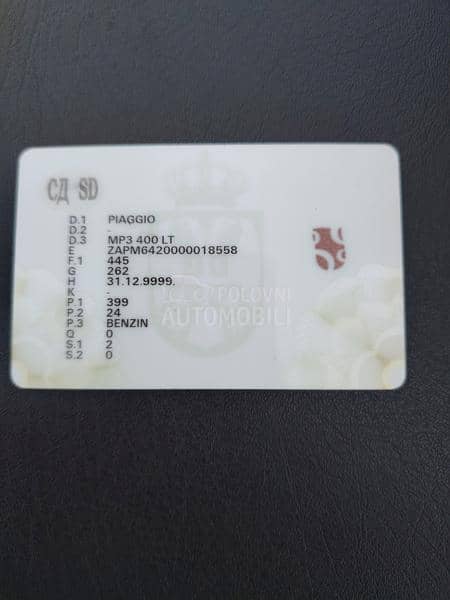 СД SD
D.1 PIAGGIO
D.2 -
D.3 MP3 400 LT
E ZAPM6420000018558
F.1 445
G 262
H 31.12.9999.
K -
P.1 399
P.2 24
P.3 BENZIN
Q 0
S.1 2
S.2 0
POLOVNI
AUTOMOBILI